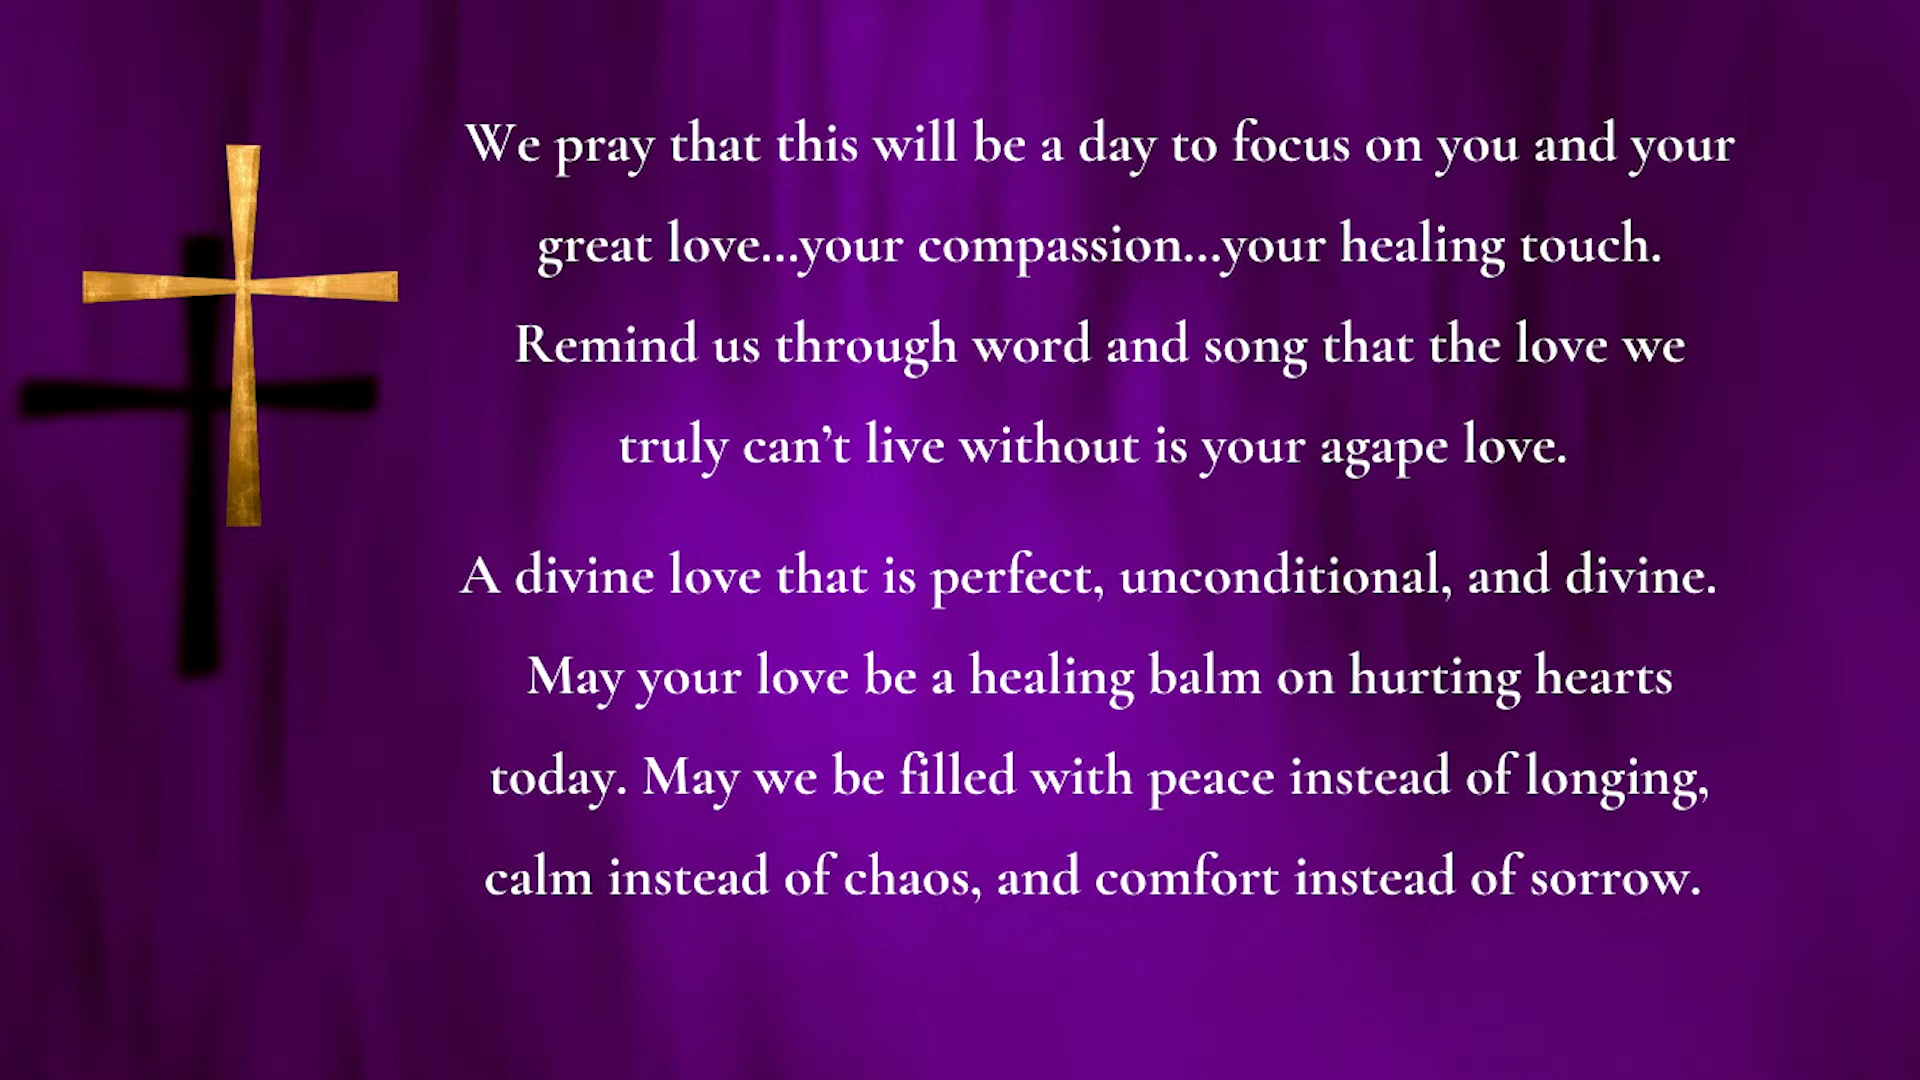 We pray that this will be a day to focus on you and your
great love...your compassion...your healing touch.
Remind us through word and song that the love we
truly can’t live without is your agape love.
A divine love that is perfect, unconditional, and divine.
May your love be a healing balm on hurting hearts
today. May we be filled with peace instead of longing,
calm instead of chaos, and comfort instead of sorrow.